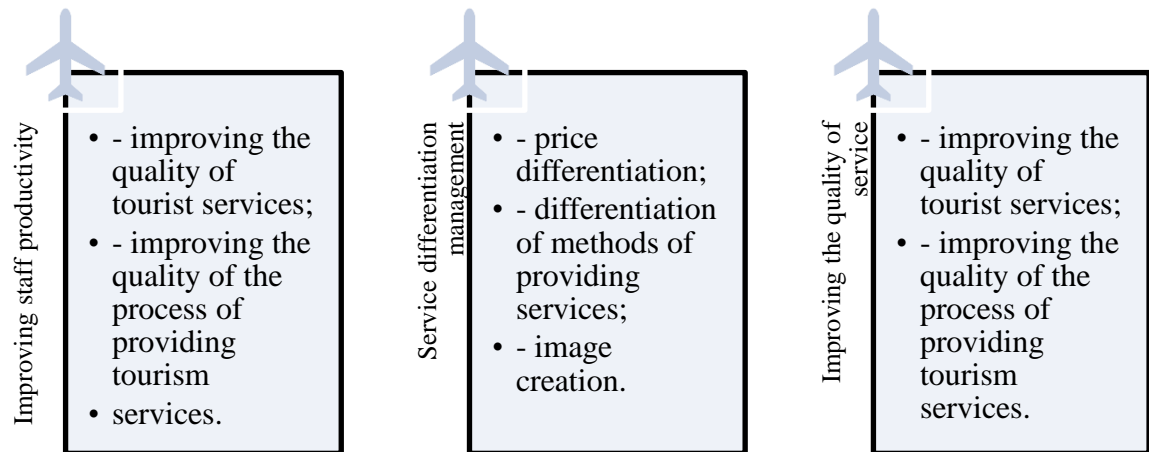 Improving staff productivity
• - improving the
quality of
tourist services;
• - improving the
quality of the
process of
providing
tourism
• services.
Service differentiation
management
• - price
differentiation;
• - differentiation
of methods of
providing
services;
• - image
creation.
Improving the quality of
service
• - improving the
quality of
tourist services;
• - improving the
quality of the
process of
providing
tourism
services.